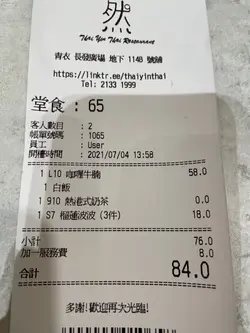 然
Thai Yin Thai Restaurant
青衣 長發廣場 地下 114B 號舖
https://linktr.ee/thaiyinthai
Tel: 2133 1999
堂食 : 65
客人數目 : 2
帳單號碼 : 1065
員工 : User
開檯時間 : 2021/07/04 13:58
1 L10 咖喱牛腩 58.0
1 白飯
1 910 熱港式奶茶 0.0
1 S7 榴蓮波波 (3件) 18.0
小計 76.0
加一服務費 8.0
合計 84.0
多謝!歡迎再次光臨!